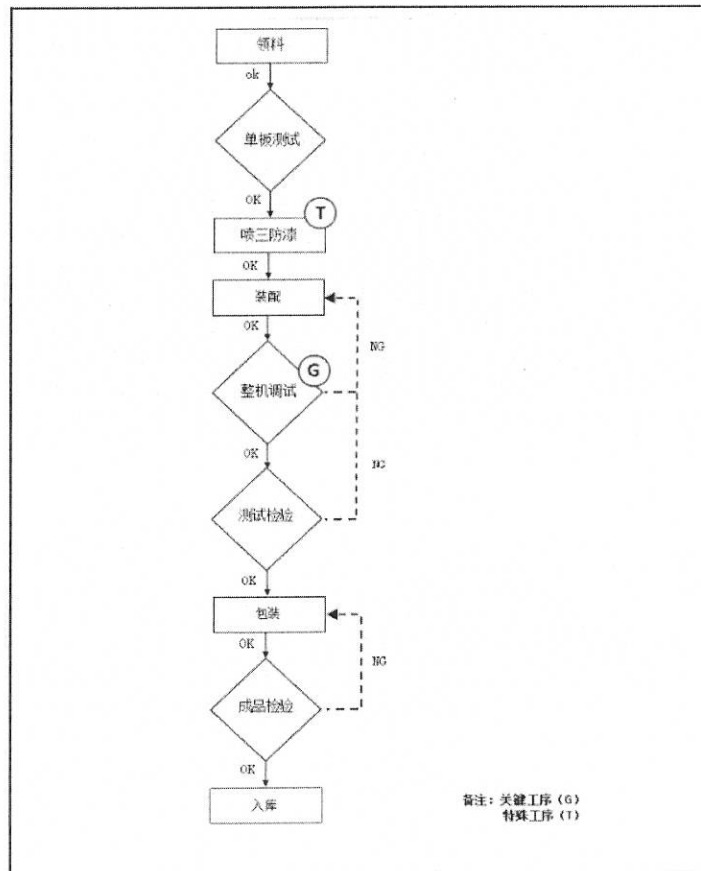 领料
ok
单板测试
OK
T
喷三防漆
OK
装配
OK
NG
G
整机调试
OK
NG
测试检验
OK
包装
OK
NG
成品检验
OK
入库
备注：关键工序（G）
特殊工序（T）